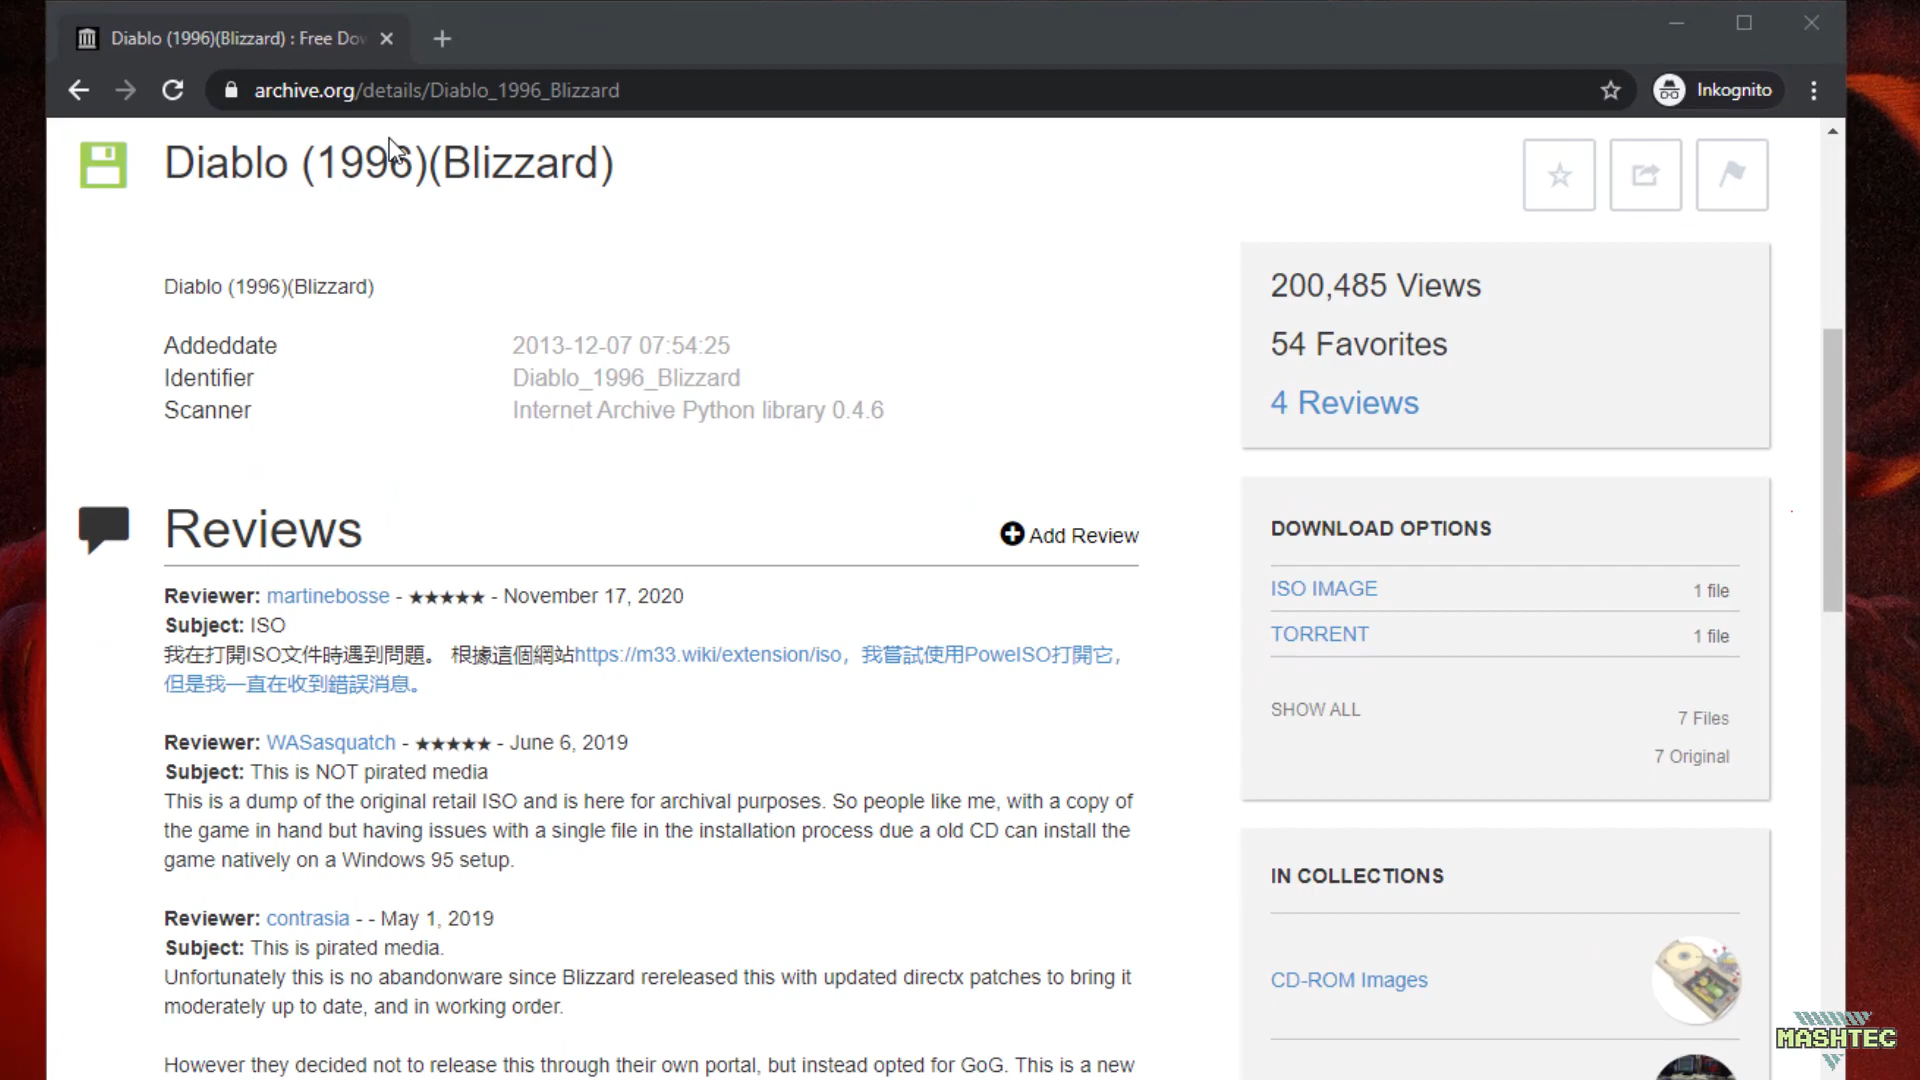 Diablo (1996)(Blizzard) : Free Dov
archive.org/details/Diablo_1996_Blizzard
Inkognito
Diablo (1996)(Blizzard)
Diablo (1996)(Blizzard)
Addeddate 2013-12-07 07:54:25
Identifier Diablo_1996_Blizzard
Scanner Internet Archive Python library 0.4.6
Reviews
Add Review
Reviewer: martinebosse - ★★★★★ - November 17, 2020
Subject: ISO
我在打開ISO文件時遇到問題。 根據這個網站https://m33.wiki/extension/iso，我嘗試使用PoweISO打開它，
但是我一直在收到錯誤消息。
Reviewer: WASasquatch - ★★★★★ - June 6, 2019
Subject: This is NOT pirated media
This is a dump of the original retail ISO and is here for archival purposes. So people like me, with a copy of
the game in hand but having issues with a single file in the installation process due a old CD can install the
game natively on a Windows 95 setup.
Reviewer: contrasia - - May 1, 2019
Subject: This is pirated media.
Unfortunately this is no abandonware since Blizzard rereleased this with updated directx patches to bring it
moderately up to date, and in working order.
However they decided not to release this through their own portal, but instead opted for GoG. This is a new
200,485 Views
54 Favorites
4 Reviews
DOWNLOAD OPTIONS
ISO IMAGE 1 file
TORRENT 1 file
SHOW ALL 7 Files
7 Original
IN COLLECTIONS
CD-ROM Images
MASHTEC